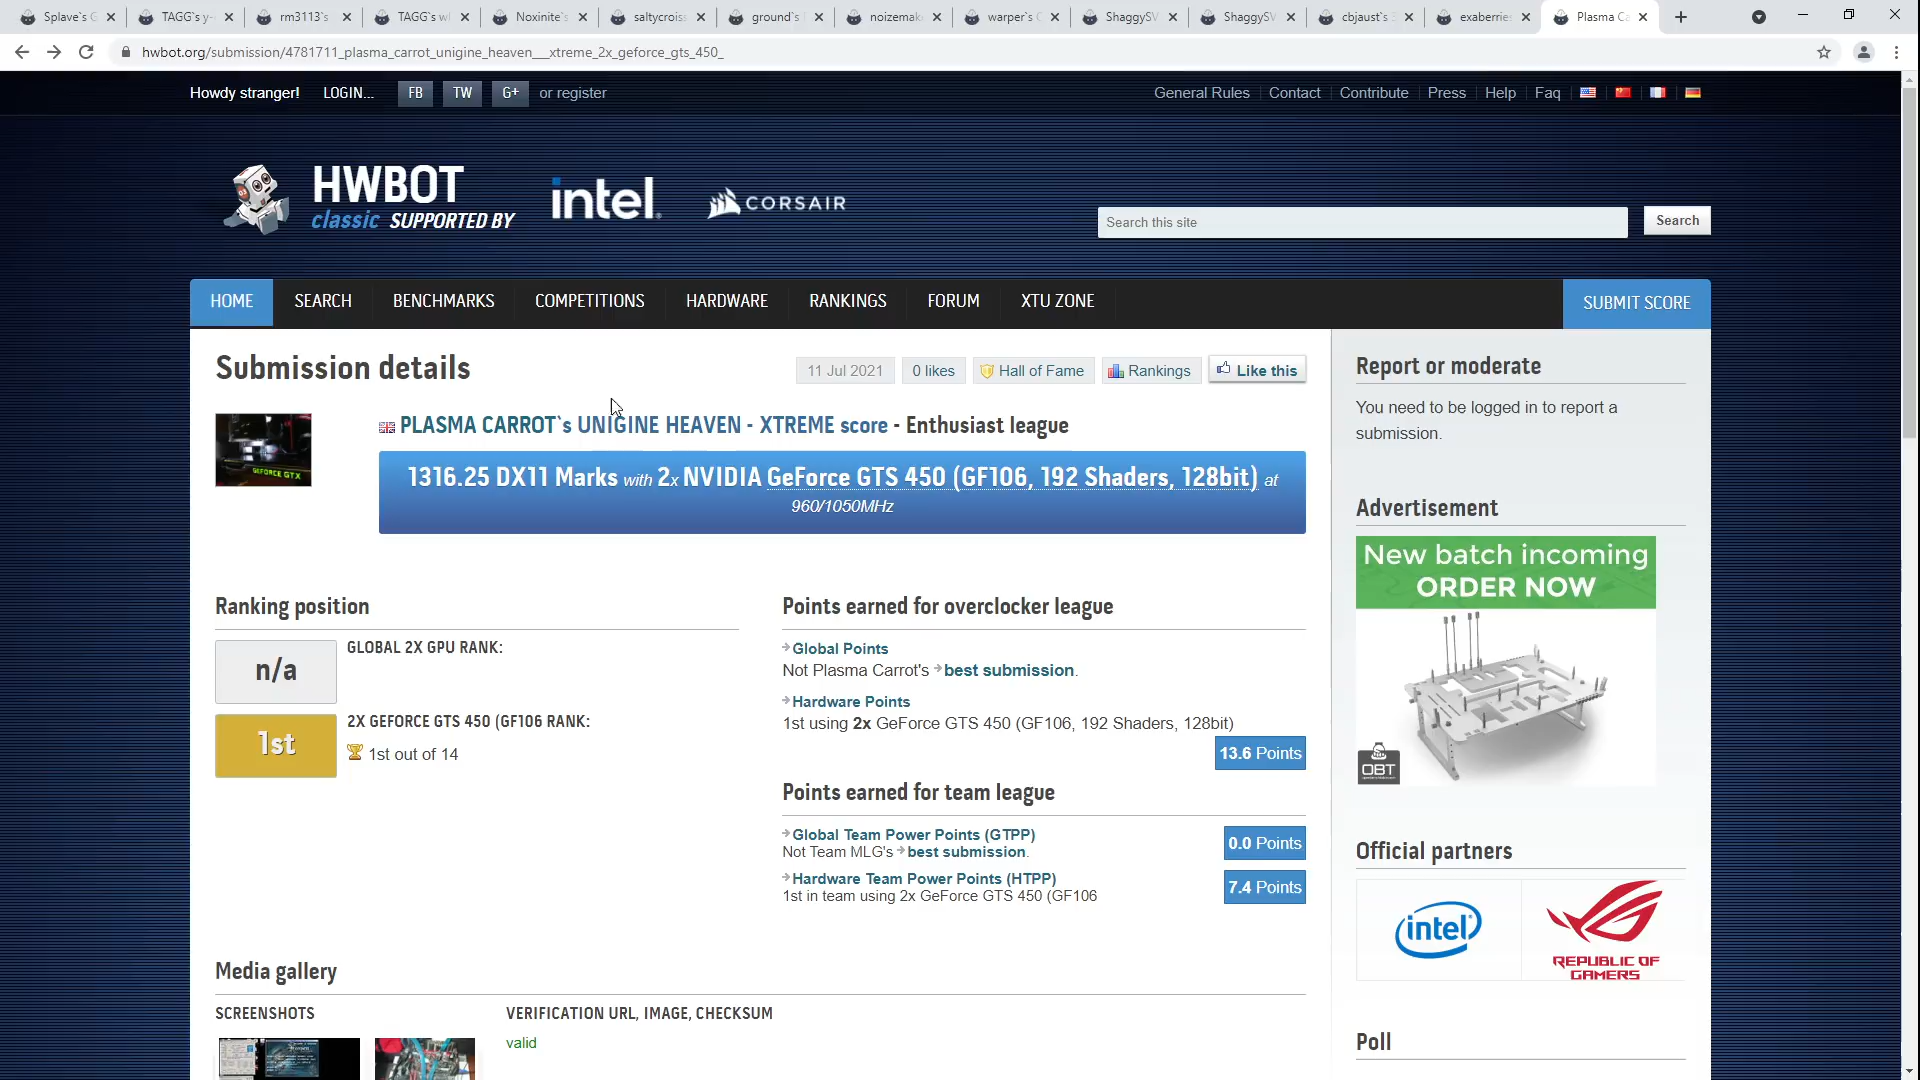 Splave`s G
TAGG`s y-
rm3113`s
TAGG`s wl
Noxinite`s
saltycrois
ground`s
noizemak
warper`s C
ShaggySV
ShaggySV
cbjaust`s 3
exaberries
Plasma Ca
hwbot.org/submission/4781711_plasma_carrot_unigine_heaven___xtreme_2x_geforce_gts_450_
Howdy stranger! LOGIN... FB TW G+ or register
General Rules Contact Contribute Press Help Faq
HWBOT
classic SUPPORTED BY
intel.
CORSAIR
Search this site
Search
HOME SEARCH BENCHMARKS COMPETITIONS HARDWARE RANKINGS FORUM XTU ZONE SUBMIT SCORE
Submission details
11 Jul 2021 0 likes Hall of Fame Rankings Like this
GEFORCE GTX
PLASMA CARROT`s UNIGINE HEAVEN - XTREME score - Enthusiast league
1316.25 DX11 Marks with 2x NVIDIA GeForce GTS 450 (GF106, 192 Shaders, 128bit) at
960/1050MHz
Ranking position
n/a
GLOBAL 2X GPU RANK:
1st
2X GEFORCE GTS 450 (GF106 RANK:
1st out of 14
Points earned for overclocker league
Global Points
Not Plasma Carrot's best submission.
Hardware Points
1st using 2x GeForce GTS 450 (GF106, 192 Shaders, 128bit)
13.6 Points
Points earned for team league
Global Team Power Points (GTPP)
Not Team MLG's best submission.
0.0 Points
Hardware Team Power Points (HTPP)
1st in team using 2x GeForce GTS 450 (GF106
7.4 Points
Media gallery
SCREENSHOTS
VERIFICATION URL, IMAGE, CHECKSUM
valid
Report or moderate
You need to be logged in to report a
submission.
Advertisement
New batch incoming
ORDER NOW
OBT
Official partners
intel
REPUBLIC OF
GAMERS
Poll